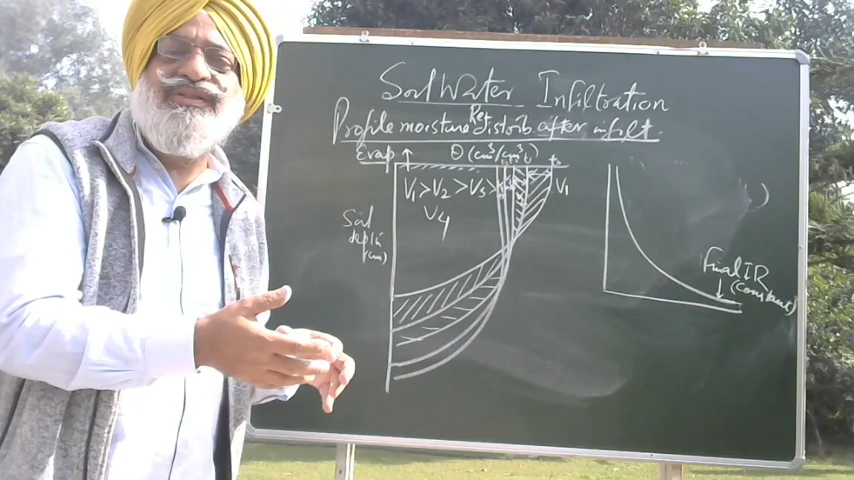 Soil Water Infiltration
Profile moisture Redistrib. after infilt.
Evap ↑ θ (cm³/cm³)
V₁ > V₂ > V₃ >
V₄
V₁
Soil
depth
(cm)
Final IR
(constant)